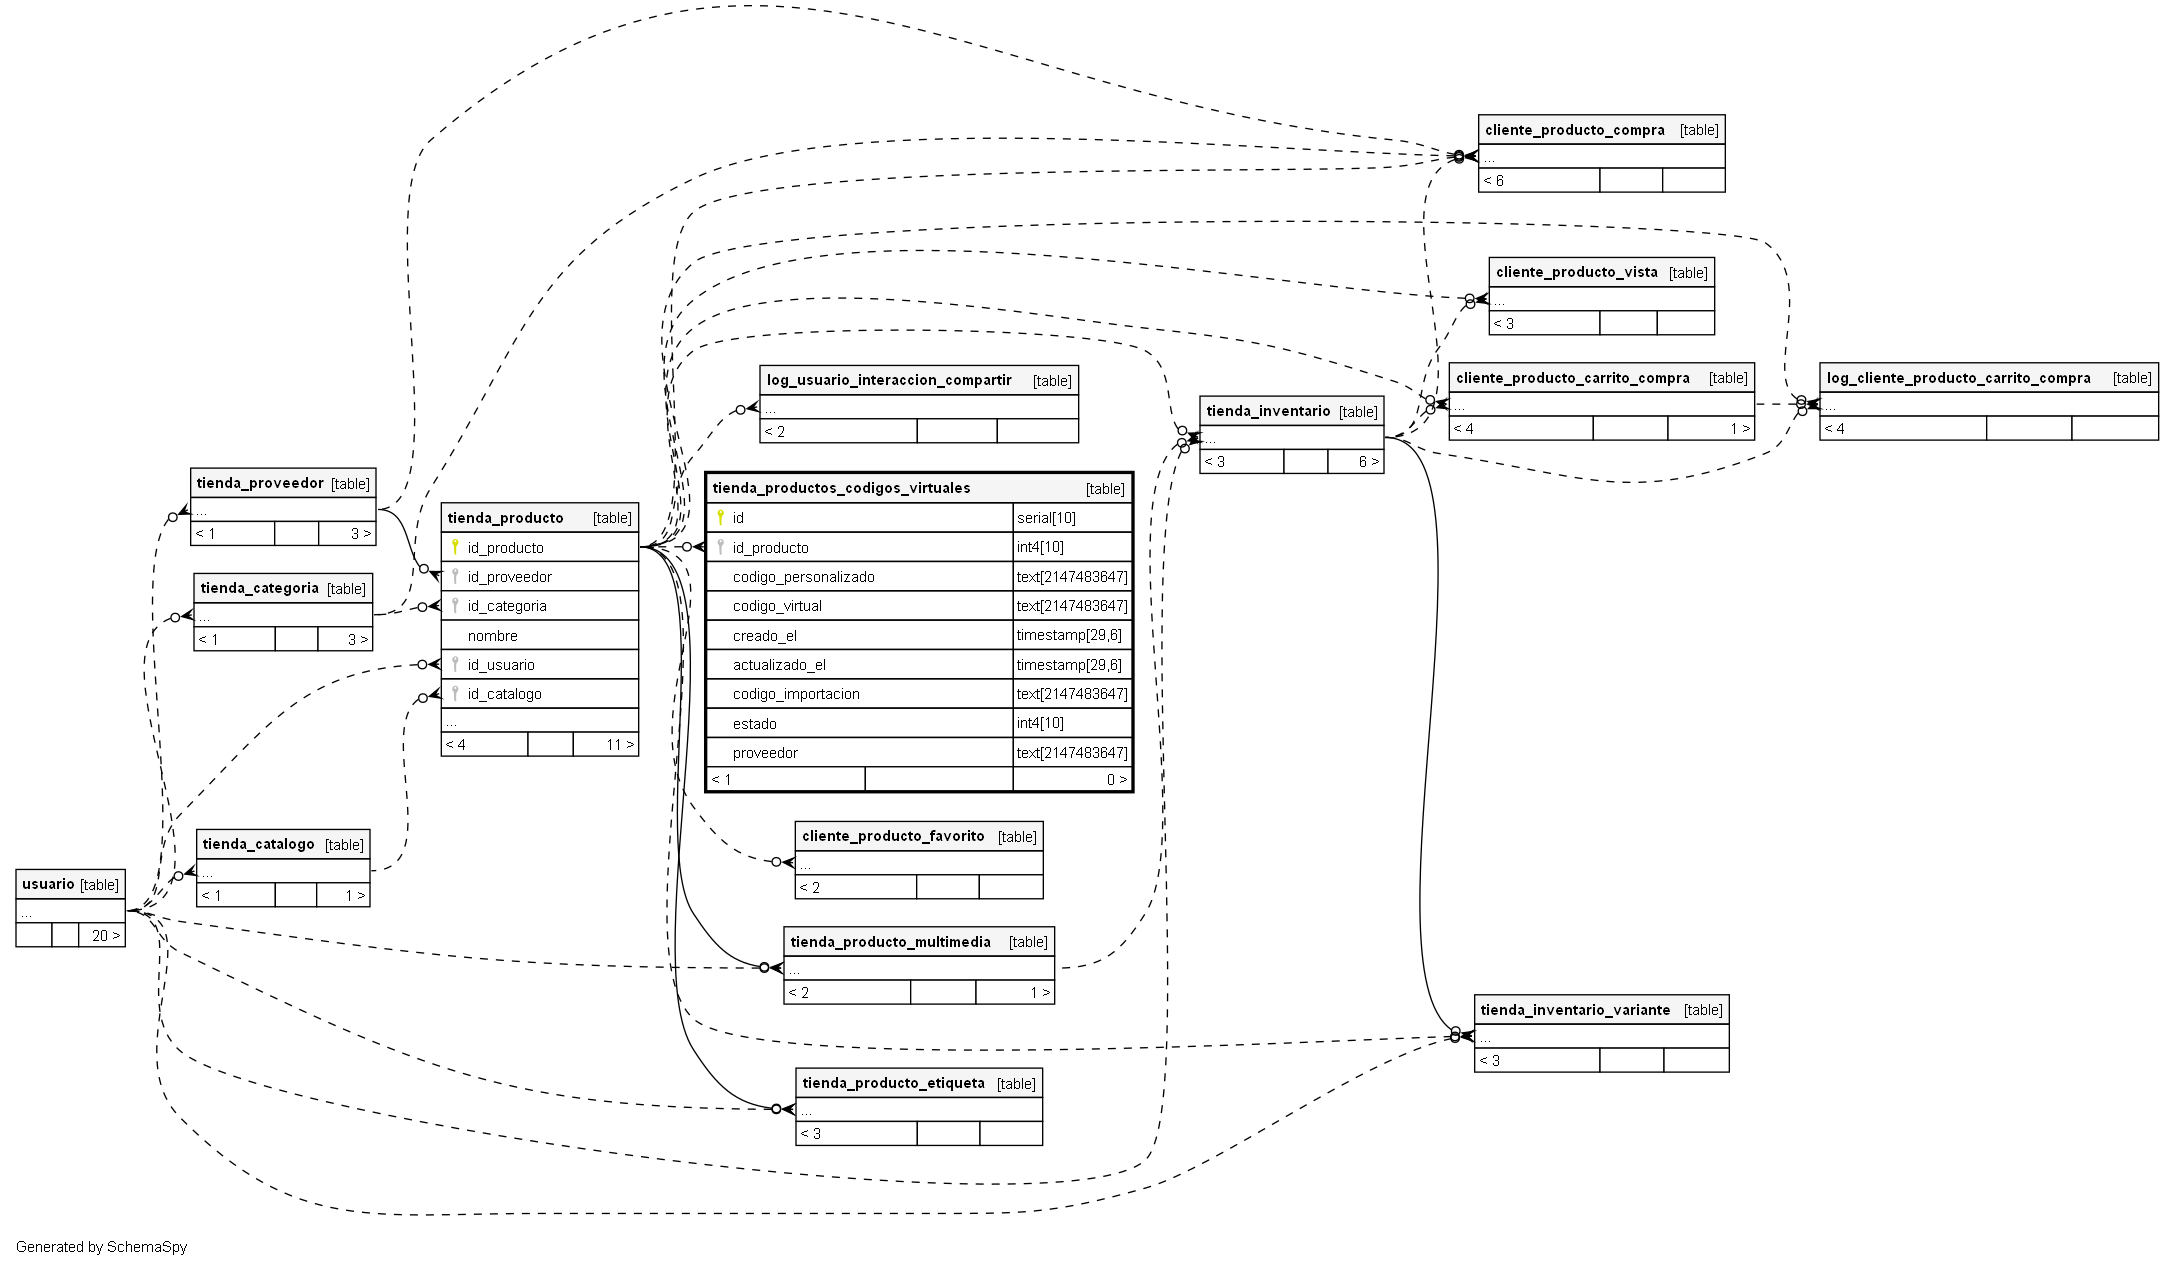 cliente_producto_compra [table]
...
< 6
cliente_producto_vista [table]
...
< 3
log_usuario_interaccion_compartir [table]
...
< 2
cliente_producto_carrito_compra [table]
...
< 4 1 >
log_cliente_producto_carrito_compra [table]
...
< 4
tienda_inventario [table]
...
< 3 6 >
tienda_proveedor [table]
...
< 1 3 >
tienda_categoria [table]
...
< 1 3 >
tienda_producto [table]
id_producto
id_proveedor
id_categoria
nombre
id_usuario
id_catalogo
...
< 4 11 >
tienda_productos_codigos_virtuales [table]
id serial[10]
id_producto int4[10]
codigo_personalizado text[2147483647]
codigo_virtual text[2147483647]
creado_el timestamp[29,6]
actualizado_el timestamp[29,6]
codigo_importacion text[2147483647]
estado int4[10]
proveedor text[2147483647]
< 1 0 >
tienda_catalogo [table]
...
< 1 1 >
usuario [table]
...
20 >
cliente_producto_favorito [table]
...
< 2
tienda_producto_multimedia [table]
...
< 2 1 >
tienda_inventario_variante [table]
...
< 3
tienda_producto_etiqueta [table]
...
< 3
Generated by SchemaSpy